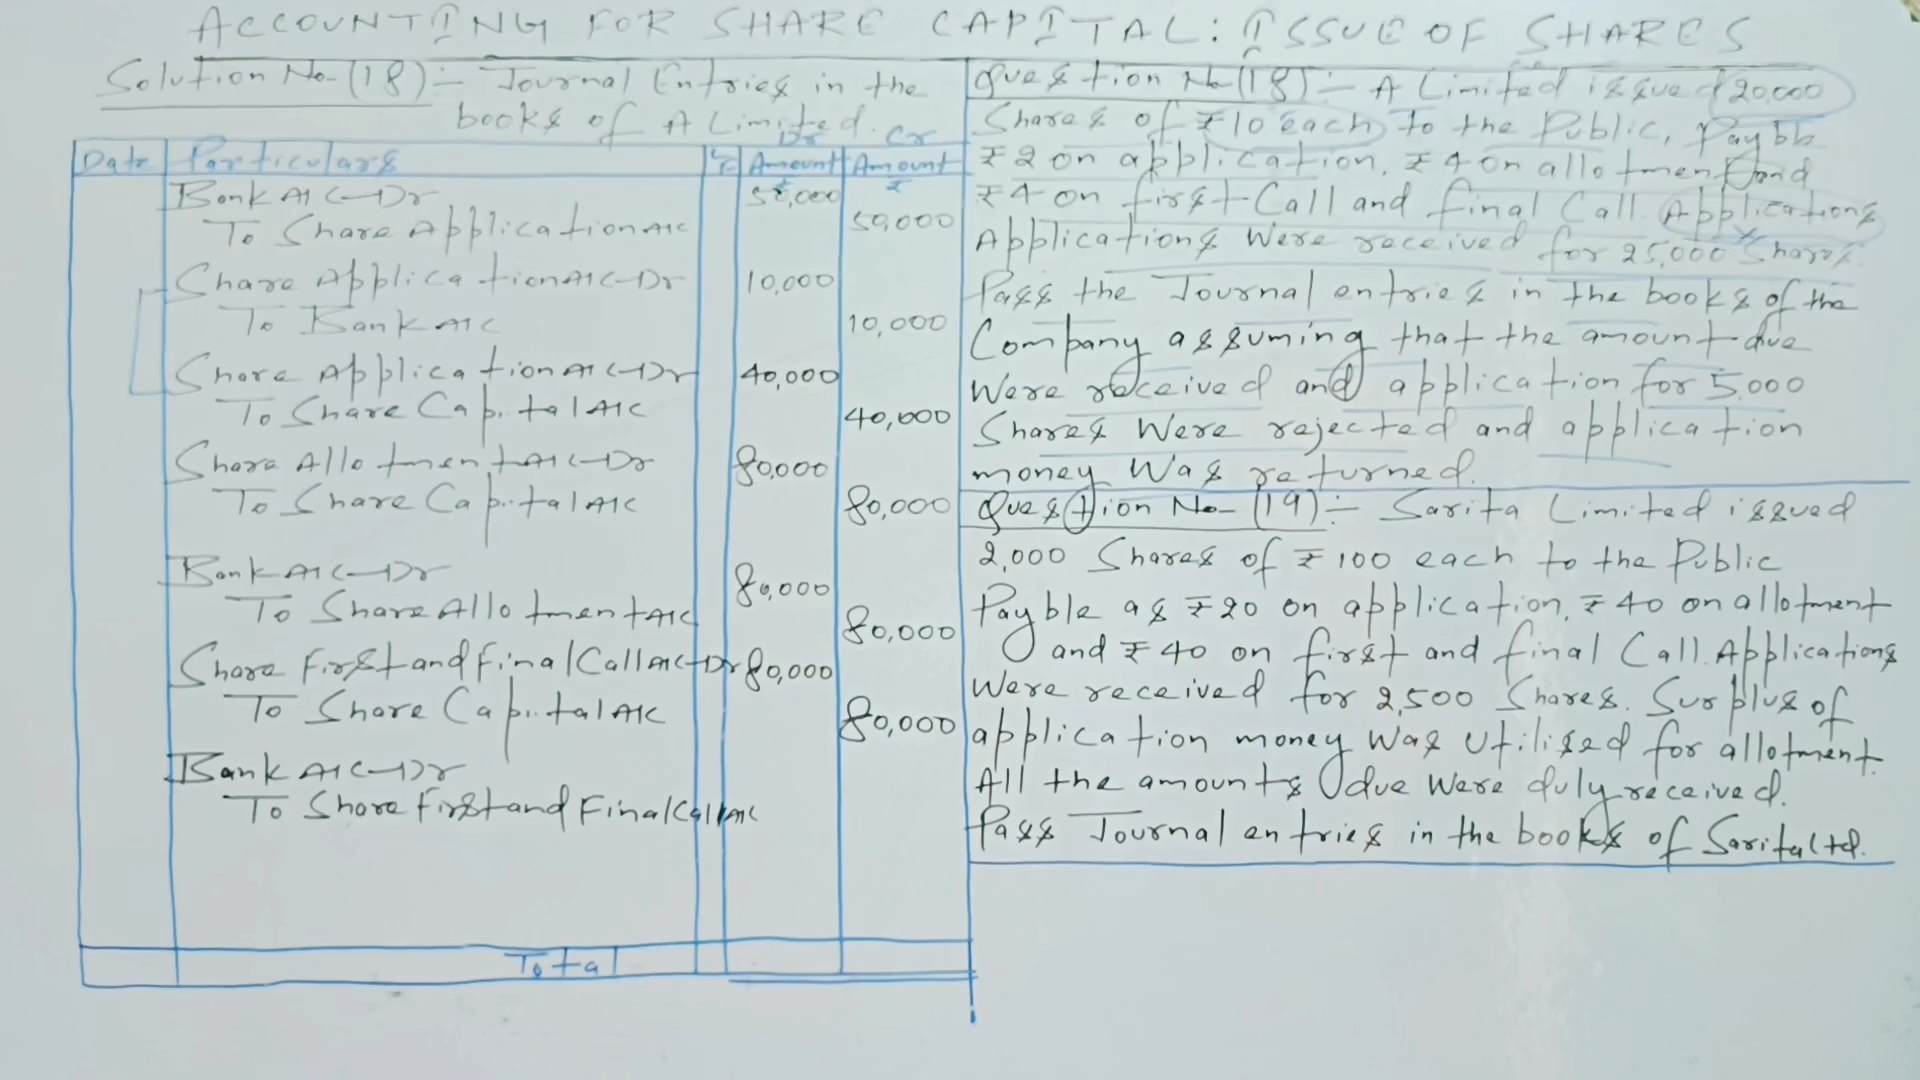 ACCOUNTING FOR SHARE CAPITAL: ISSUE OF SHARES
Solution No-(18):- Journal Entries in the
books of A Limited.
Dr Cr
Date Particulars L.F Amount ₹ Amount ₹
Bank A/C-Dr 50,000
To Share Application A/C 50,000
Share Application A/C-Dr 10,000
To Bank A/C 10,000
Share Application A/C-Dr 40,000
To Share Capital A/C 40,000
Share Allotment A/C-Dr 80,000
To Share Capital A/C 80,000
Bank A/C-Dr 80,000
To Share Allotment A/C 80,000
Share First and Final Call A/C-Dr 80,000
To Share Capital A/C 80,000
Bank A/C-Dr
To Share First and Final Call A/C
Total
Question No-(18):- A Limited issued 20,000
Shares of ₹10 each to the Public, Payble
₹2 on application, ₹4 on allotment and
₹4 on first Call and final Call. Applications
Applications were received for 25,000 Shares.
Pass the Journal entries in the books of the
Company assuming that the amount due
Were received and application for 5,000
Shares Were rejected and application
money Was returned.
Question No-(19):- Sarita Limited issued
2,000 Shares of ₹100 each to the Public
Payble as ₹20 on application, ₹40 on allotment
and ₹40 on first and final Call. Applications
Were received for 2,500 Shares. Surplus of
application money Was Utilised for allotment.
All the amounts due Were duly received.
Pass Journal entries in the books of Sarita Ltd.